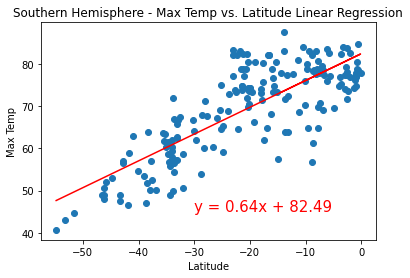 Southern Hemisphere - Max Temp vs. Latitude Linear Regression
Max Temp
80
70
60
50
40
y = 0.64x + 82.49
−50
−40
−30
−20
−10
0
Latitude